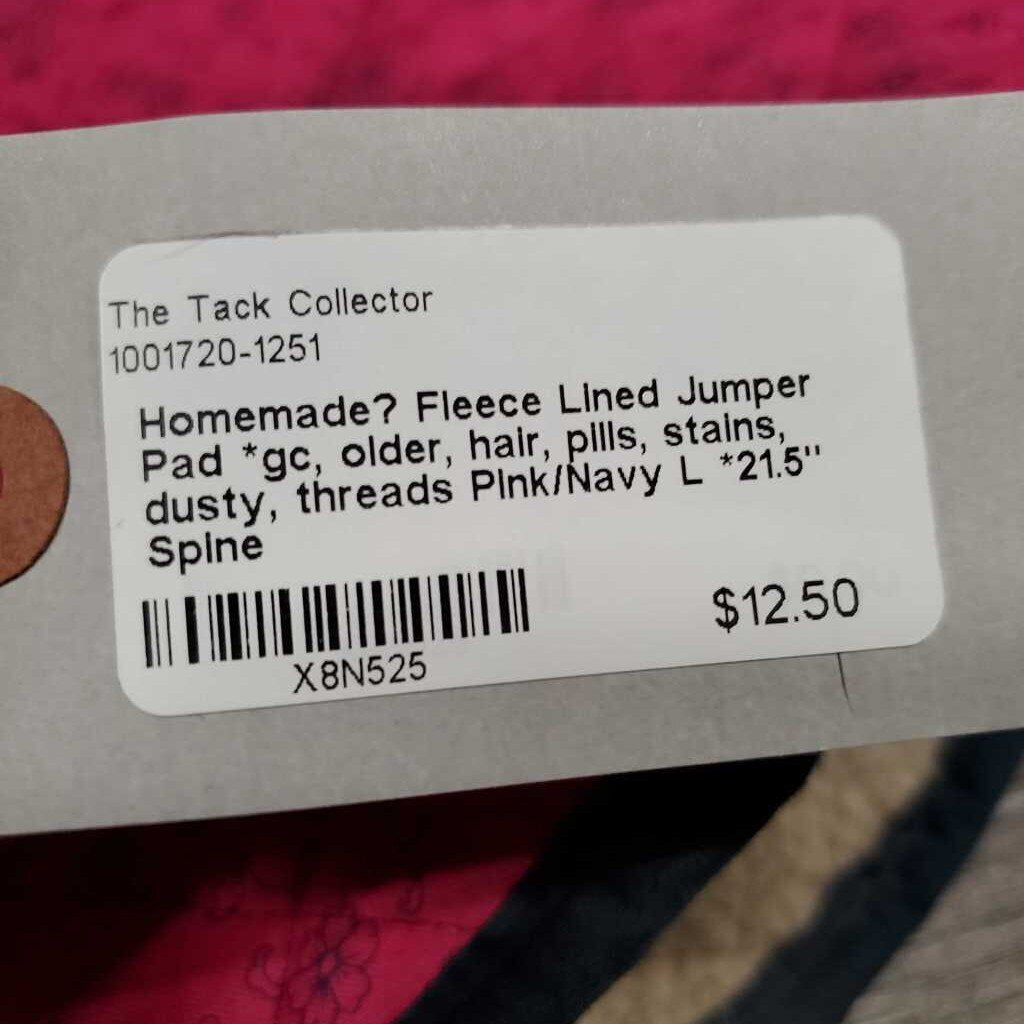 The Tack Collector
1001720-1251
Homemade? Fleece Lined Jumper
Pad *gc, older, hair, pills, stains,
dusty, threads Pink/Navy L *21.5"
Spine
$12.50
X8N525